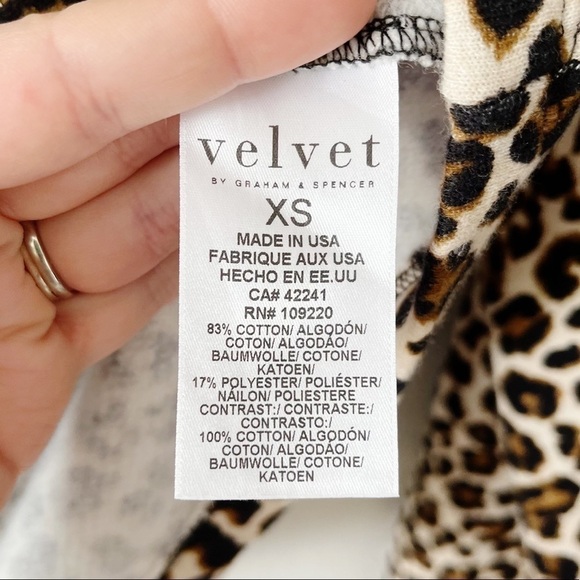 velvet
BY GRAHAM & SPENCER
XS
MADE IN USA
FABRIQUE AUX USA
HECHO EN EE.UU
CA# 42241
RN# 109220
83% COTTON/ ALGODÓN/
COTON/ ALGODÃO/
BAUMWOLLE/ COTONE/
KATOEN/
17% POLYESTER/ POLIÉSTER/
NÁILON/ POLIESTERE
CONTRAST:/ CONTRASTE:/
CONTRASTO:/
100% COTTON/ ALGODÓN/
COTON/ ALGODÃO/
BAUMWOLLE/ COTONE/
KATOEN